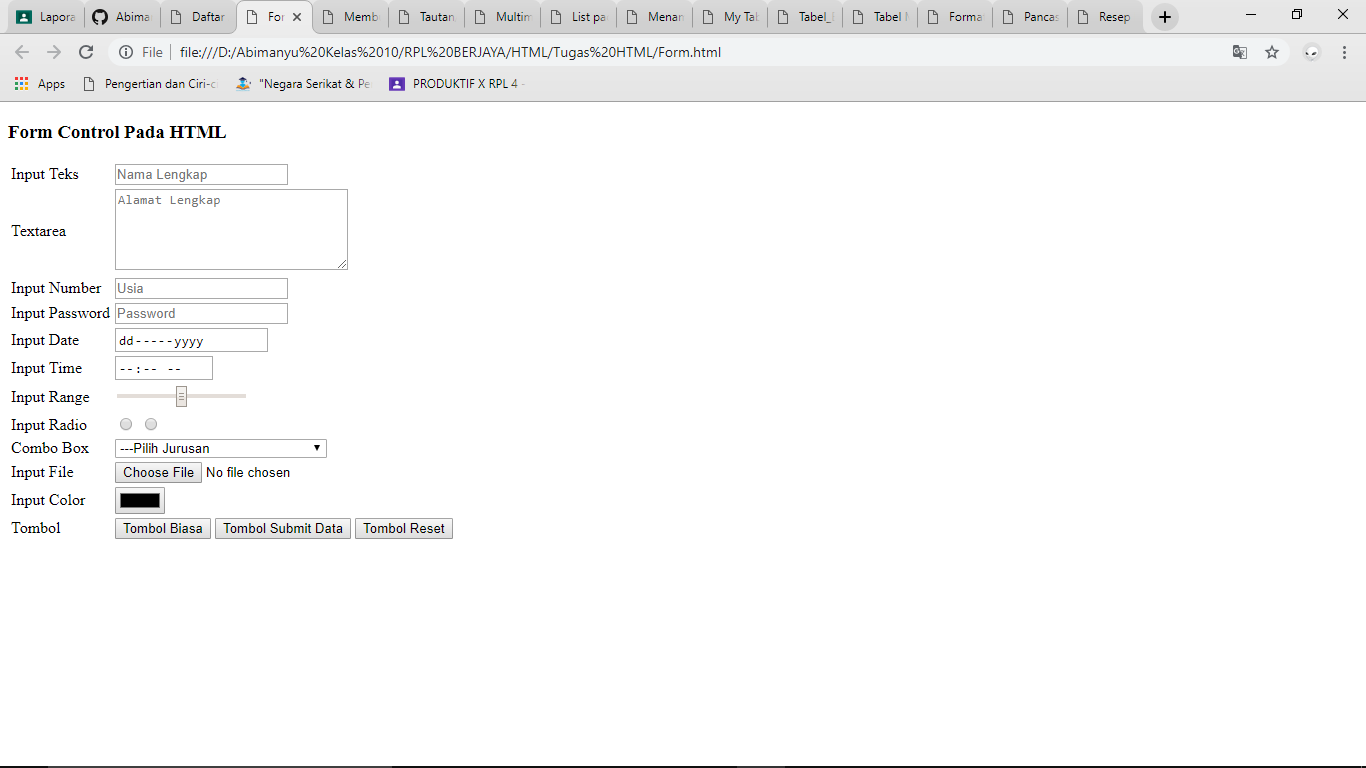 Lapora Abima Daftar For Membu Tautan Multim List pa Menan My Tab Tabel_B Tabel Format Pancas Resep
File file:///D:/Abimanyu%20Kelas%2010/RPL%20BERJAYA/HTML/Tugas%20HTML/Form.html
Apps Pengertian dan Ciri-c "Negara Serikat & Pe PRODUKTIF X RPL 4 -
Form Control Pada HTML
Input Teks Nama Lengkap
Alamat Lengkap
Textarea
Input Number Usia
Input Password Password
Input Date dd-----yyyy
Input Time --:-- --
Input Range
Input Radio
Combo Box ---Pilih Jurusan
Input File Choose File No file chosen
Input Color
Tombol Tombol Biasa Tombol Submit Data Tombol Reset